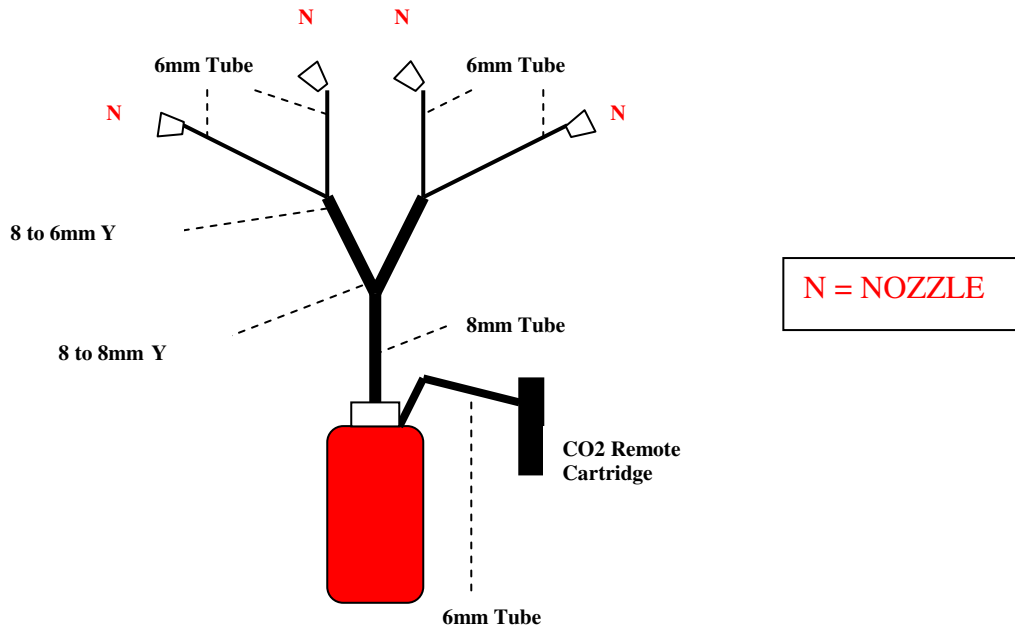 N
N
6mm Tube
6mm Tube
N
N
8 to 6mm Y
N = NOZZLE
8mm Tube
8 to 8mm Y
CO2 Remote
Cartridge
6mm Tube